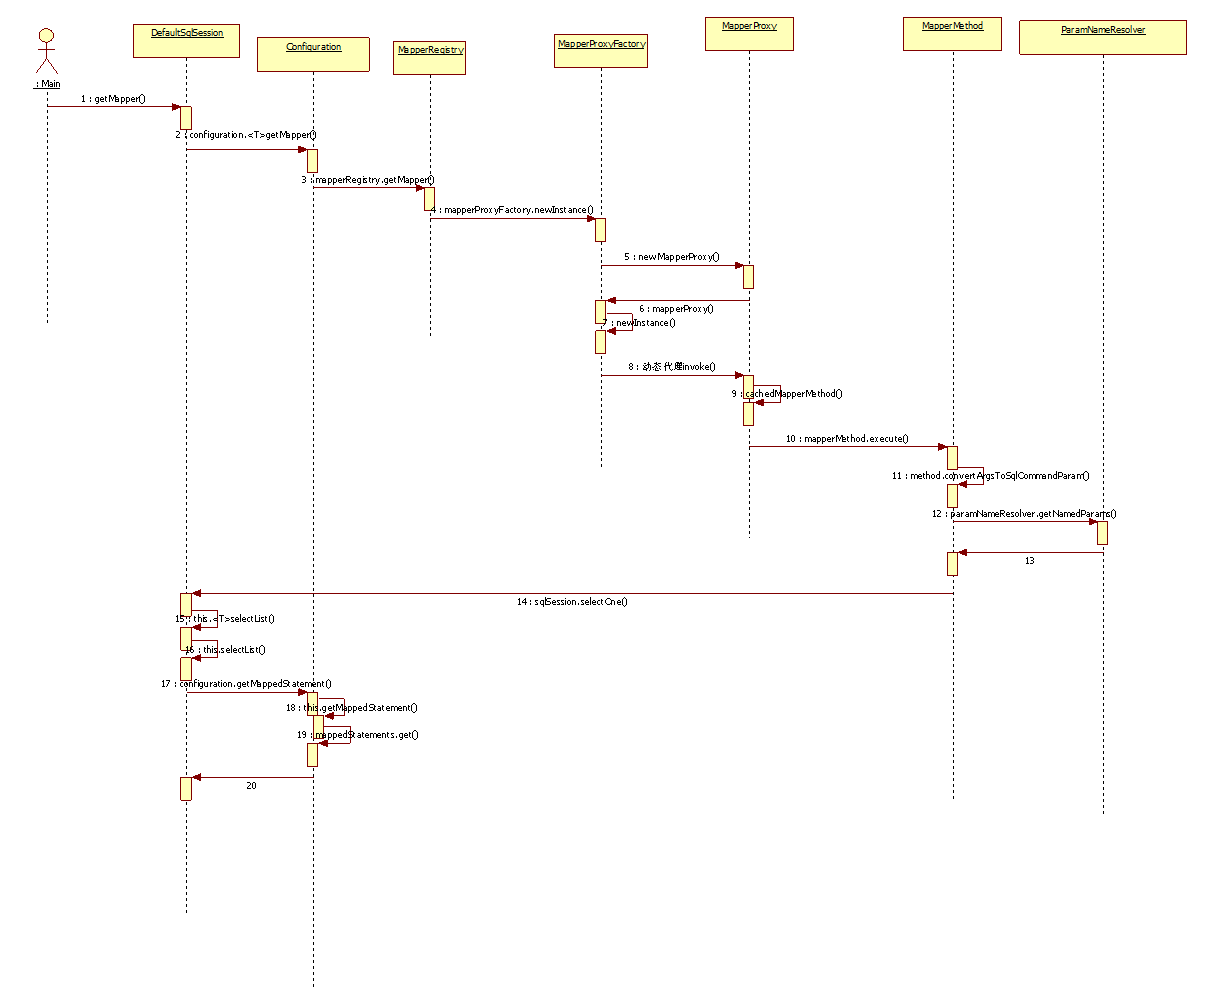 DefaultSqlSession
Configuration
MapperRegistry
MapperProxyFactory
MapperProxy
MapperMethod
ParamNameResolver
: Main
1 : getMapper()
2 : configuration.<T>getMapper()
3 : mapperRegistry.getMapper()
4 : mapperProxyFactory.newInstance()
5 : newMapperProxy()
6 : mapperProxy()
7 : newInstance()
8 : 动态代理invoke()
9 : cachedMapperMethod()
10 : mapperMethod.execute()
11 : method.convertArgsToSqlCommandParam()
12 : paramNameResolver.getNamedParams()
13
14 : sqlSession.selectOne()
15 : this.<T>selectList()
16 : this.selectList()
17 : configuration.getMappedStatement()
18 : this.getMappedStatement()
19 : mappedStatements.get()
20